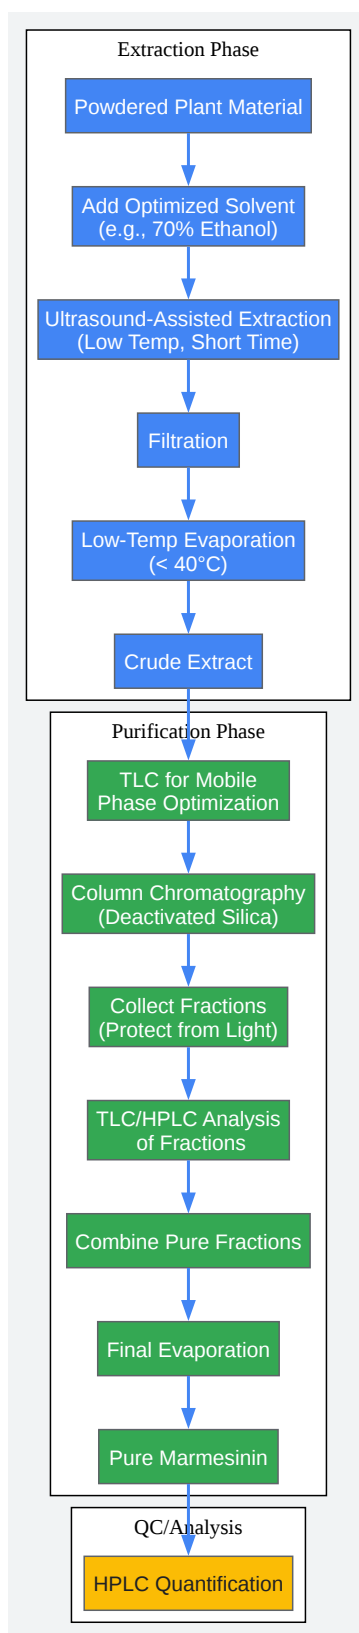 Extraction Phase
Powdered Plant Material
Add Optimized Solvent
(e.g., 70% Ethanol)
Ultrasound-Assisted Extraction
(Low Temp, Short Time)
Filtration
Low-Temp Evaporation
(< 40°C)
Crude Extract
Purification Phase
TLC for Mobile
Phase Optimization
Column Chromatography
(Deactivated Silica)
Collect Fractions
(Protect from Light)
TLC/HPLC Analysis
of Fractions
Combine Pure Fractions
Final Evaporation
Pure Marmesinin
QC/Analysis
HPLC Quantification